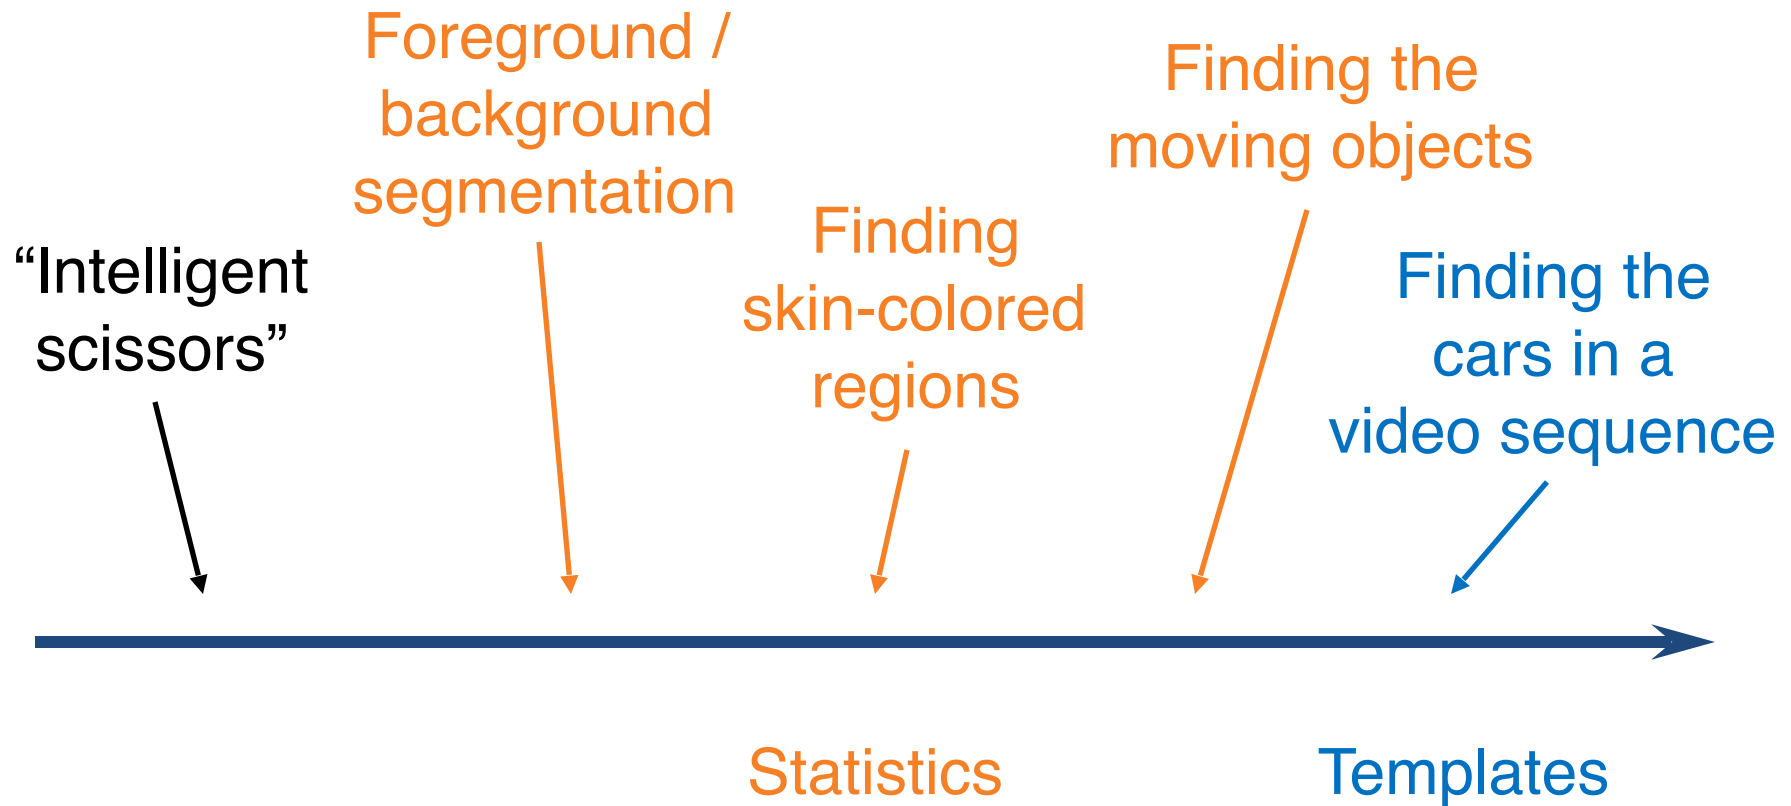 “Intelligent
scissors”
Foreground /
background
segmentation
Finding
skin-colored
regions
Finding the
moving objects
Finding the
cars in a
video sequence
Statistics
Templates